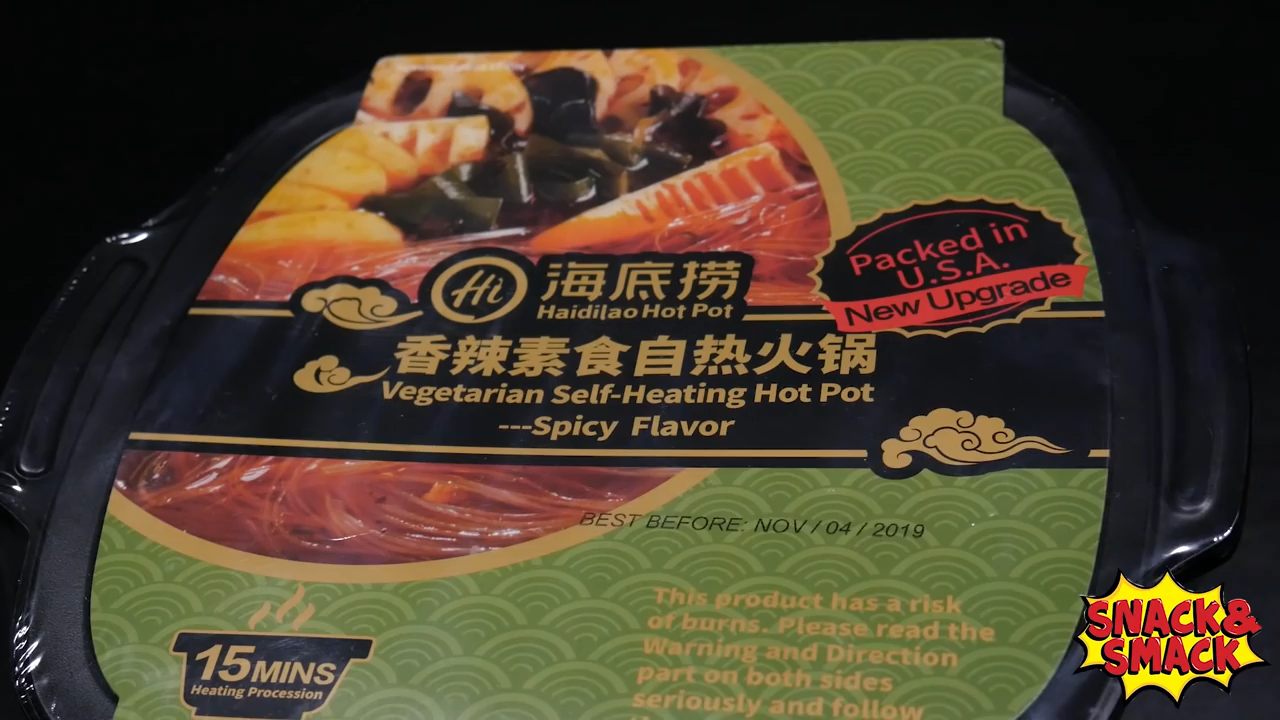 Hi
海底捞
Haidilao Hot Pot
Packed in
U.S.A.
New Upgrade
香辣素食自热火锅
Vegetarian Self-Heating Hot Pot
---Spicy Flavor
BEST BEFORE: NOV / 04 / 2019
This product has a risk
of burns. Please read the
Warning and Direction
part on both sides
seriously and follow
15 MINS
Heating Procession
SNACK &
SMACK